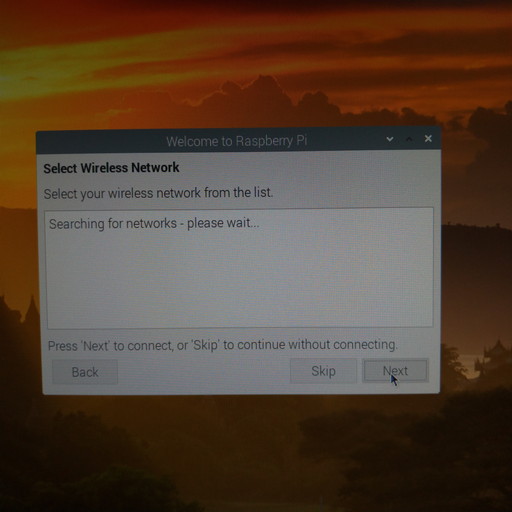 Welcome to Raspberry Pi
Select Wireless Network
Select your wireless network from the list.
Searching for networks - please wait...
Press 'Next' to connect, or 'Skip' to continue without connecting.
Back
Skip
Next